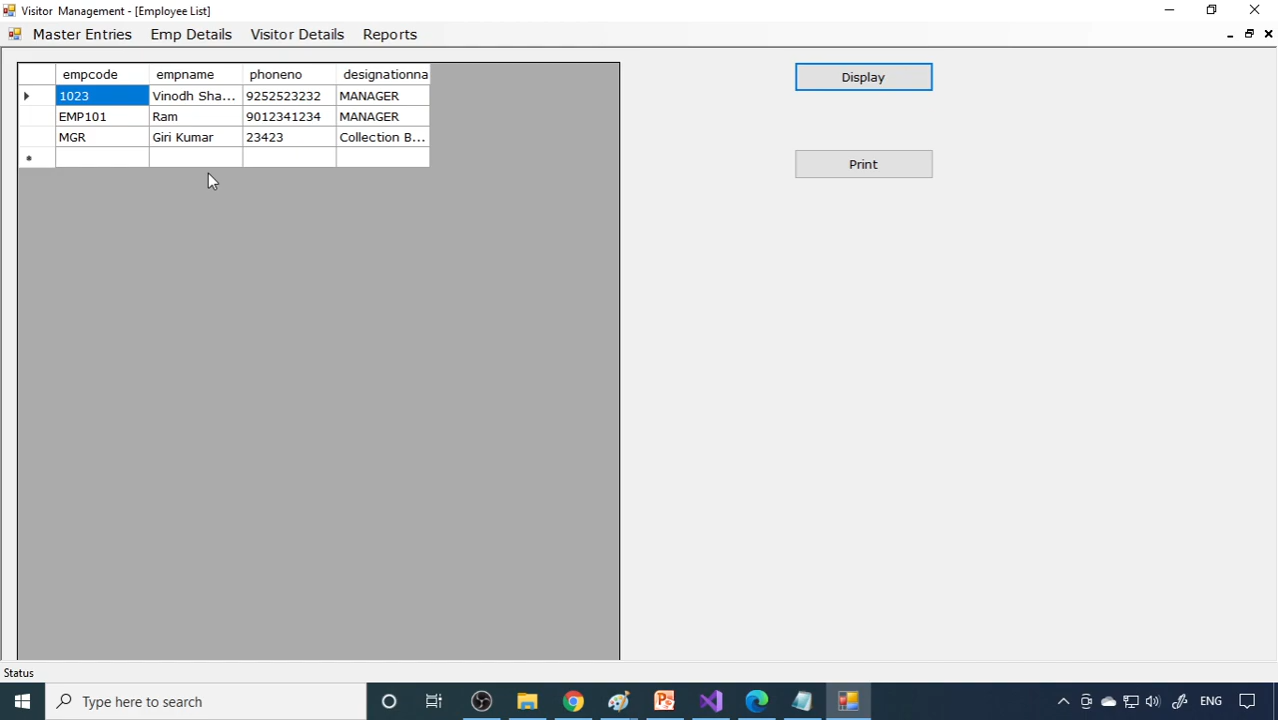 Visitor Management - [Employee List]
Master Entries Emp Details Visitor Details Reports
empcode empname phoneno designationna
1023 Vinodh Sha... 9252523232 MANAGER
EMP101 Ram 9012341234 MANAGER
MGR Giri Kumar 23423 Collection B...
Display
Print
Status
Type here to search
ENG